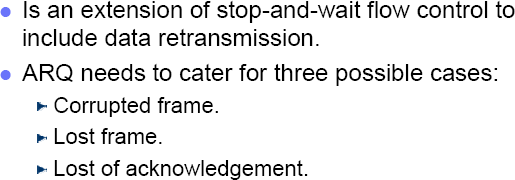 Is an extension of stop-and-wait flow control to
include data retransmission.
ARQ needs to cater for three possible cases:
Corrupted frame.
Lost frame.
Lost of acknowledgement.